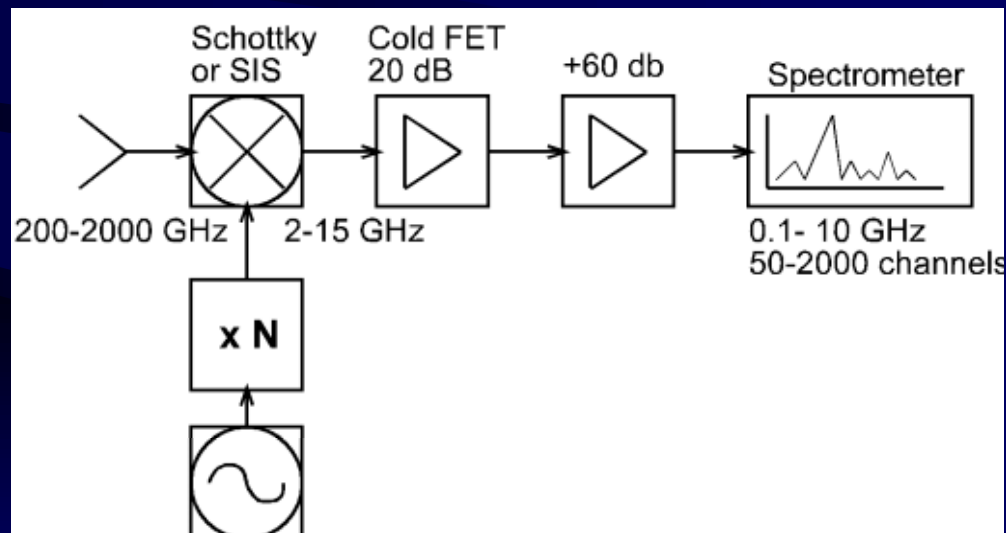 Schottky
or SIS
Cold FET
20 dB
+60 db
Spectrometer
200-2000 GHz
2-15 GHz
0.1- 10 GHz
50-2000 channels
x N